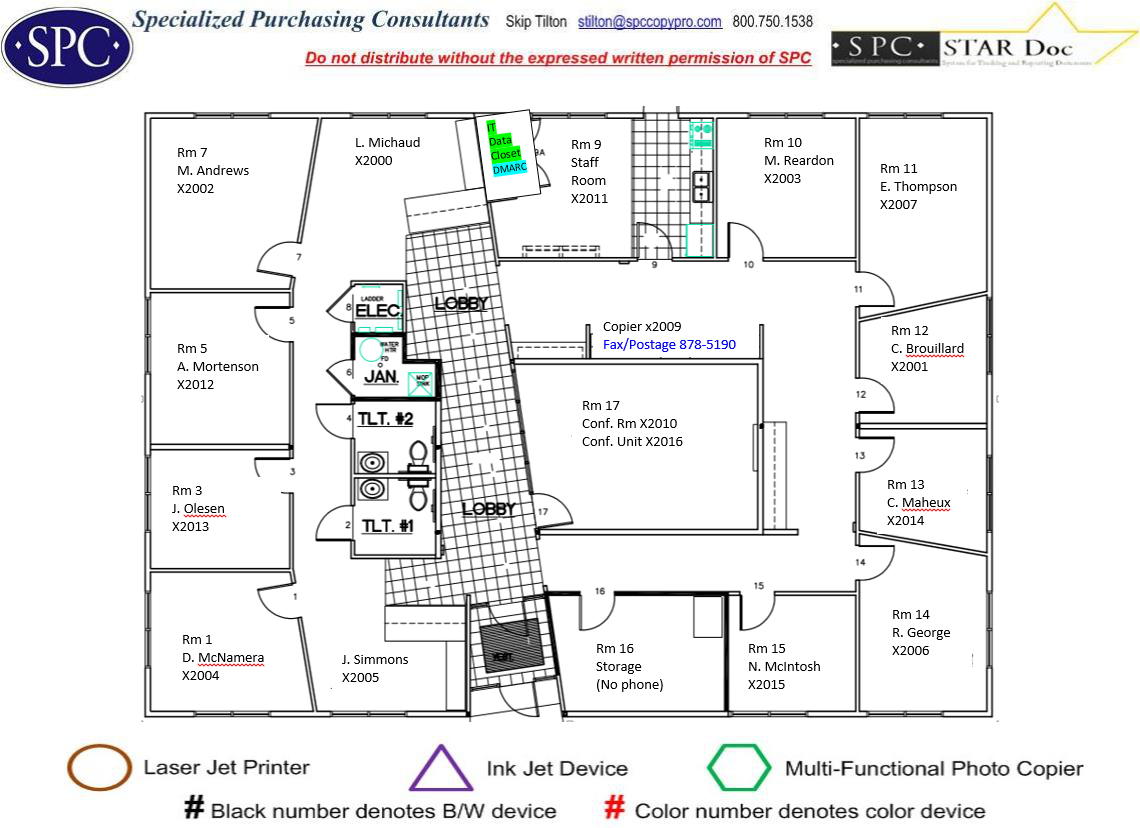 Specialized Purchasing Consultants Skip Tilton stilton@spccopypro.com 800.750.1538
·SPC·
Do not distribute without the expressed written permission of SPC
·SPC· STAR Doc
specialized purchasing consultants System for Tracking and Reporting Documents
Rm 7
M. Andrews
X2002
L. Michaud
X2000
IT
Data
Closet
DMARC
9A
Rm 9
Staff
Room
X2011
Rm 10
M. Reardon
X2003
Rm 11
E. Thompson
X2007
7
9
10
11
LADDER
8
ELEC.
LOBBY
5
Rm 5
A. Mortenson
X2012
WATER
HTR
FD
6
JAN.
MOP
SINK
Copier x2009
Fax/Postage 878-5190
Rm 12
C. Brouillard
X2001
12
4
TLT. #2
Rm 17
Conf. Rm X2010
Conf. Unit X2016
13
3
Rm 3
J. Olesen
X2013
2
TLT. #1
LOBBY
17
Rm 13
C. Maheux
X2014
14
1
16
15
Rm 1
D. McNamera
X2004
J. Simmons
X2005
VEST.
Rm 16
Storage
(No phone)
Rm 15
N. McIntosh
X2015
Rm 14
R. George
X2006
Laser Jet Printer
Ink Jet Device
Multi-Functional Photo Copier
# Black number denotes B/W device
# Color number denotes color device